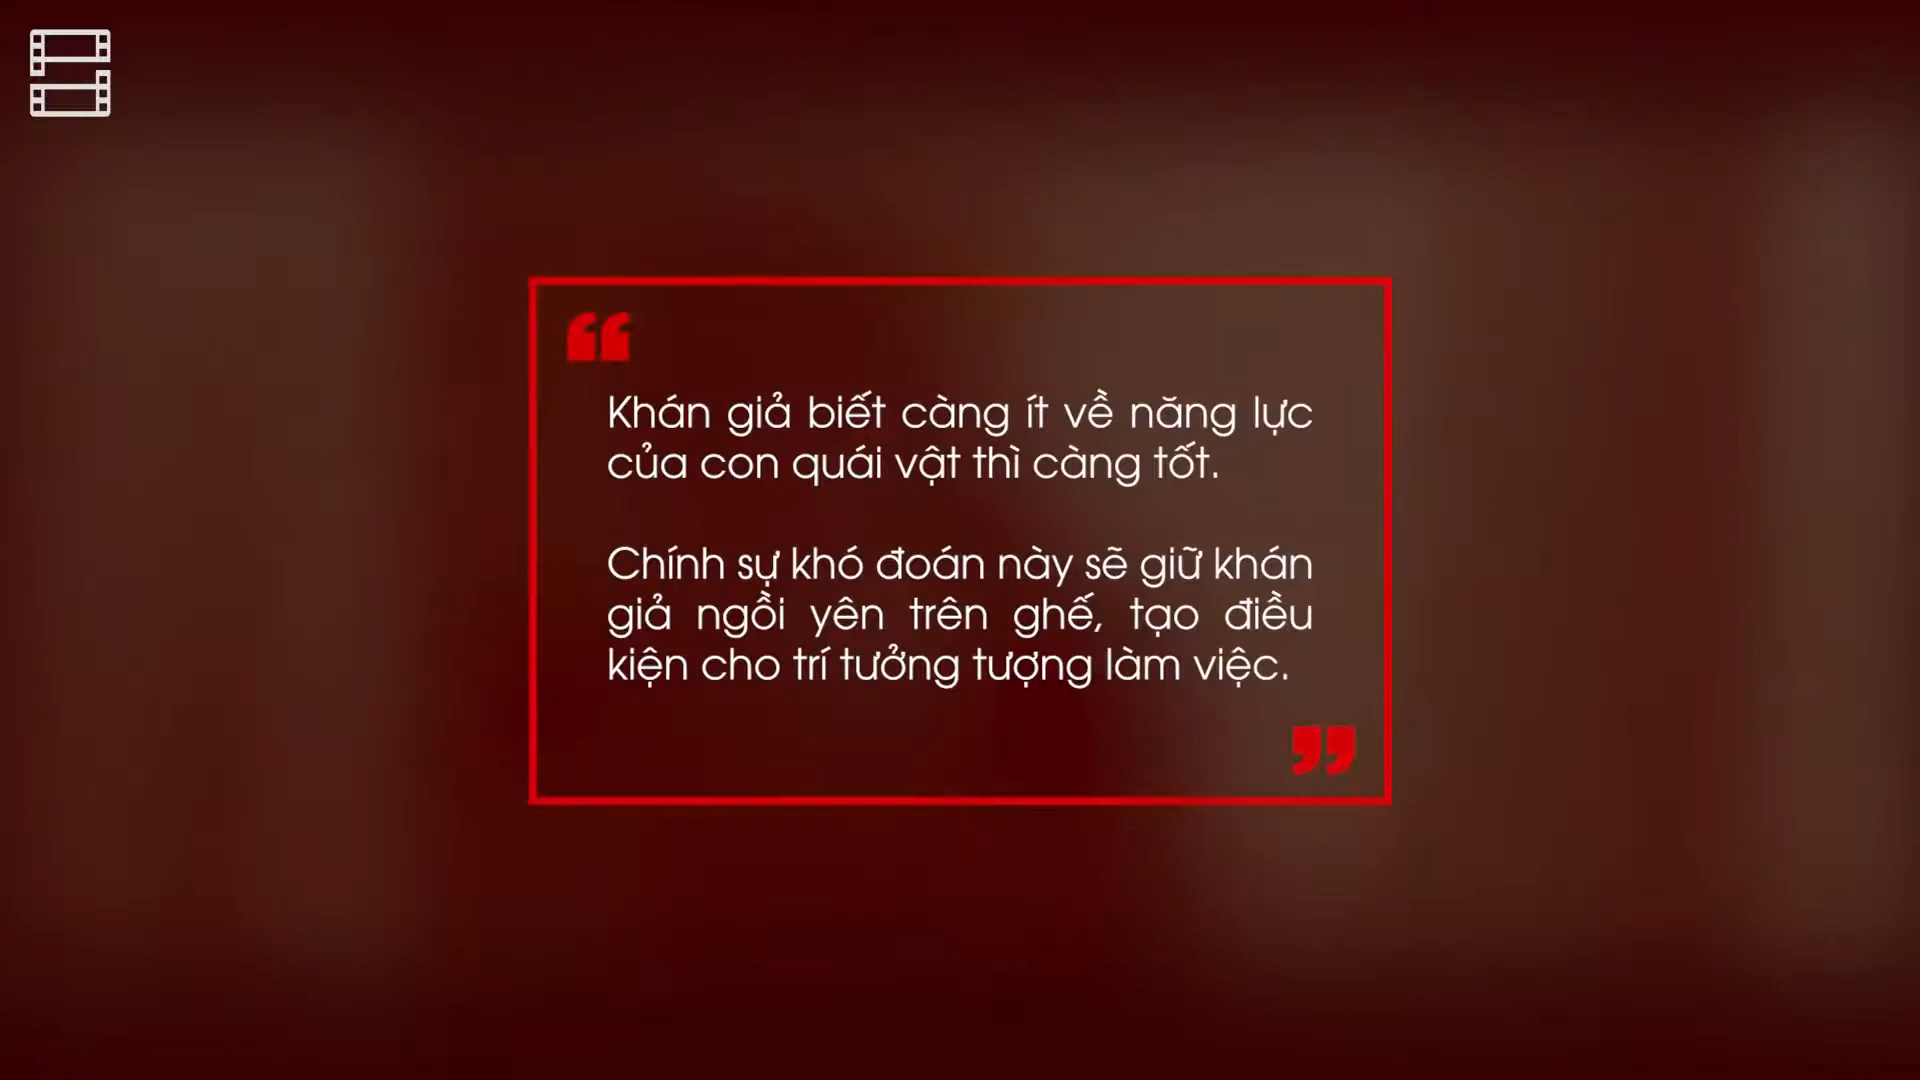 “
Khán giả biết càng ít về năng lực
của con quái vật thì càng tốt.
Chính sự khó đoán này sẽ giữ khán
giả ngồi yên trên ghế, tạo điều
kiện cho trí tưởng tượng làm việc.
”